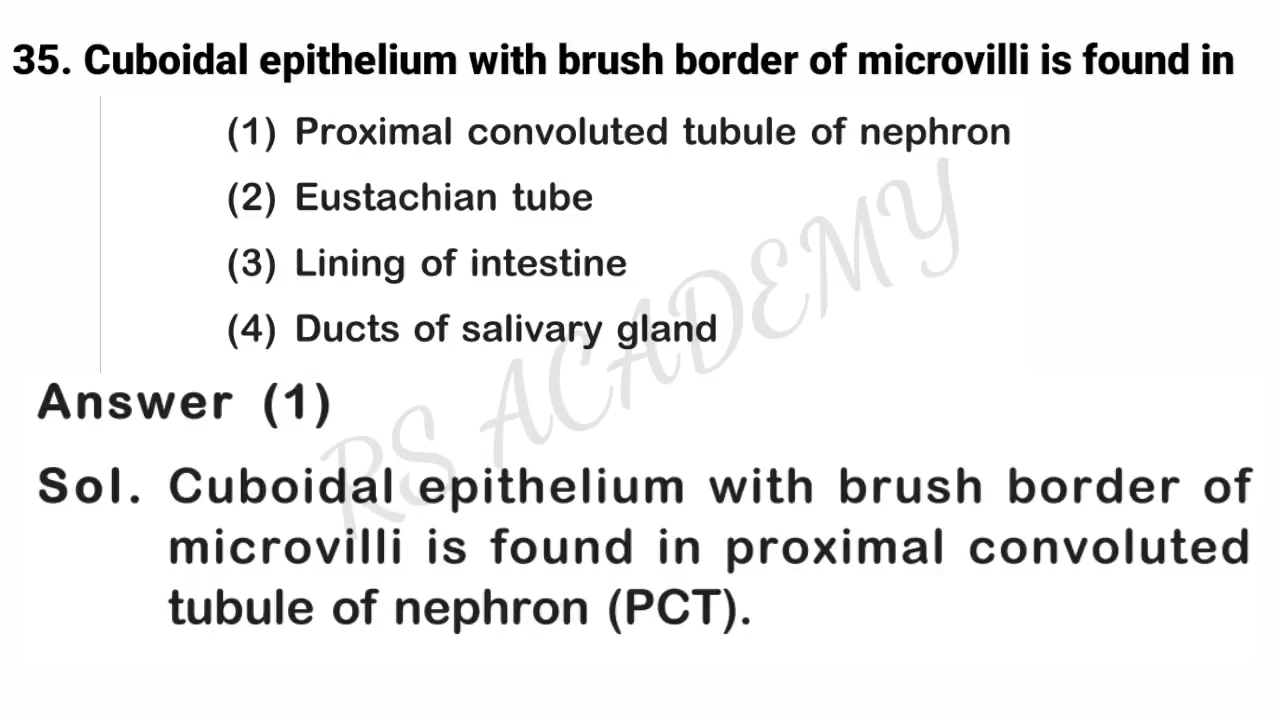 35. Cuboidal epithelium with brush border of microvilli is found in
(1) Proximal convoluted tubule of nephron
(2) Eustachian tube
(3) Lining of intestine
(4) Ducts of salivary gland
RS ACADEMY
Answer (1)
Sol. Cuboidal epithelium with brush border of
microvilli is found in proximal convoluted
tubule of nephron (PCT).